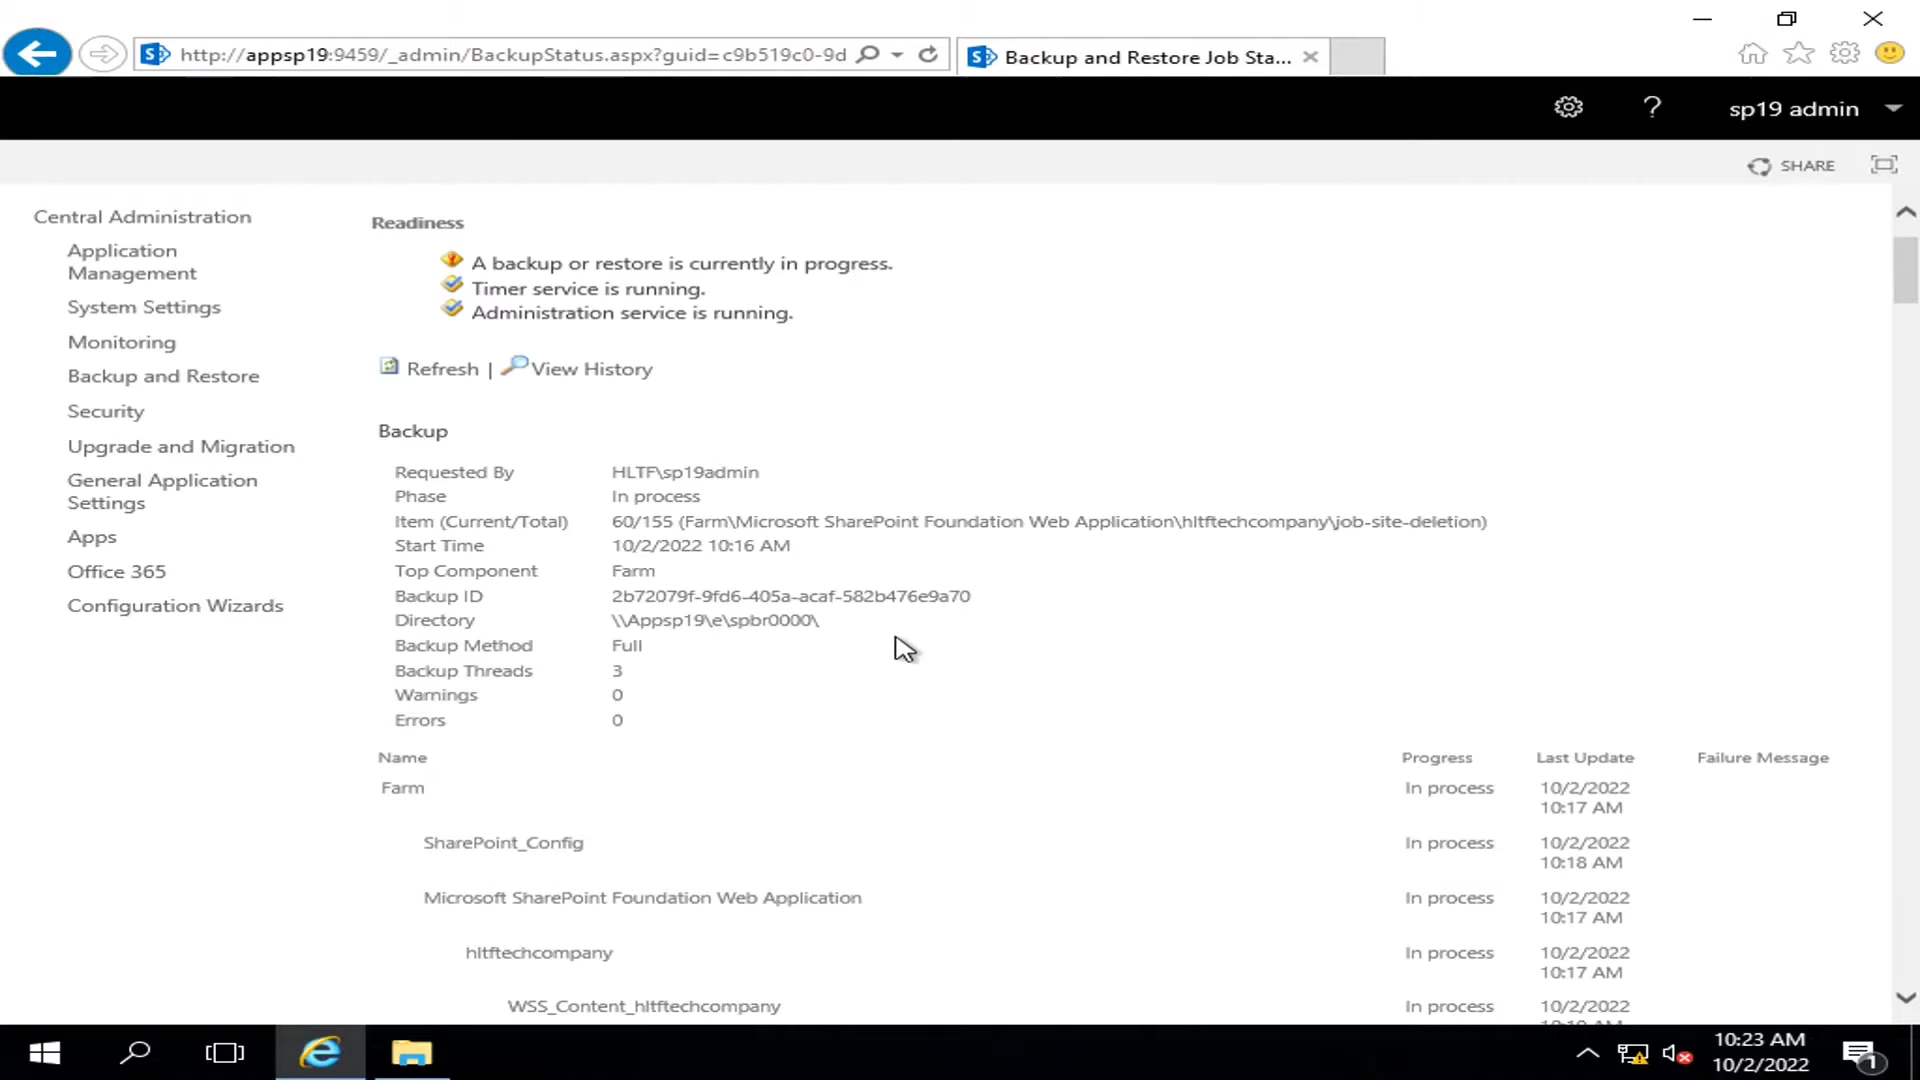 http://appsp19:9459/_admin/BackupStatus.aspx?guid=c9b519c0-9d
Backup and Restore Job Sta...
sp19 admin
SHARE
Central Administration
Application
Management
System Settings
Monitoring
Backup and Restore
Security
Upgrade and Migration
General Application
Settings
Apps
Office 365
Configuration Wizards
Readiness
A backup or restore is currently in progress.
Timer service is running.
Administration service is running.
Refresh | View History
Backup
Requested By HLTF\sp19admin
Phase In process
Item (Current/Total) 60/155 (Farm\Microsoft SharePoint Foundation Web Application\hltftechcompany\job-site-deletion)
Start Time 10/2/2022 10:16 AM
Top Component Farm
Backup ID 2b72079f-9fd6-405a-acaf-582b476e9a70
Directory \\Appsp19\e\spbr0000\
Backup Method Full
Backup Threads 3
Warnings 0
Errors 0
Name Progress Last Update Failure Message
Farm In process 10/2/2022
10:17 AM
SharePoint_Config In process 10/2/2022
10:18 AM
Microsoft SharePoint Foundation Web Application In process 10/2/2022
10:17 AM
hltftechcompany In process 10/2/2022
10:17 AM
WSS_Content_hltftechcompany In process 10/2/2022
10:23 AM
10/2/2022
1